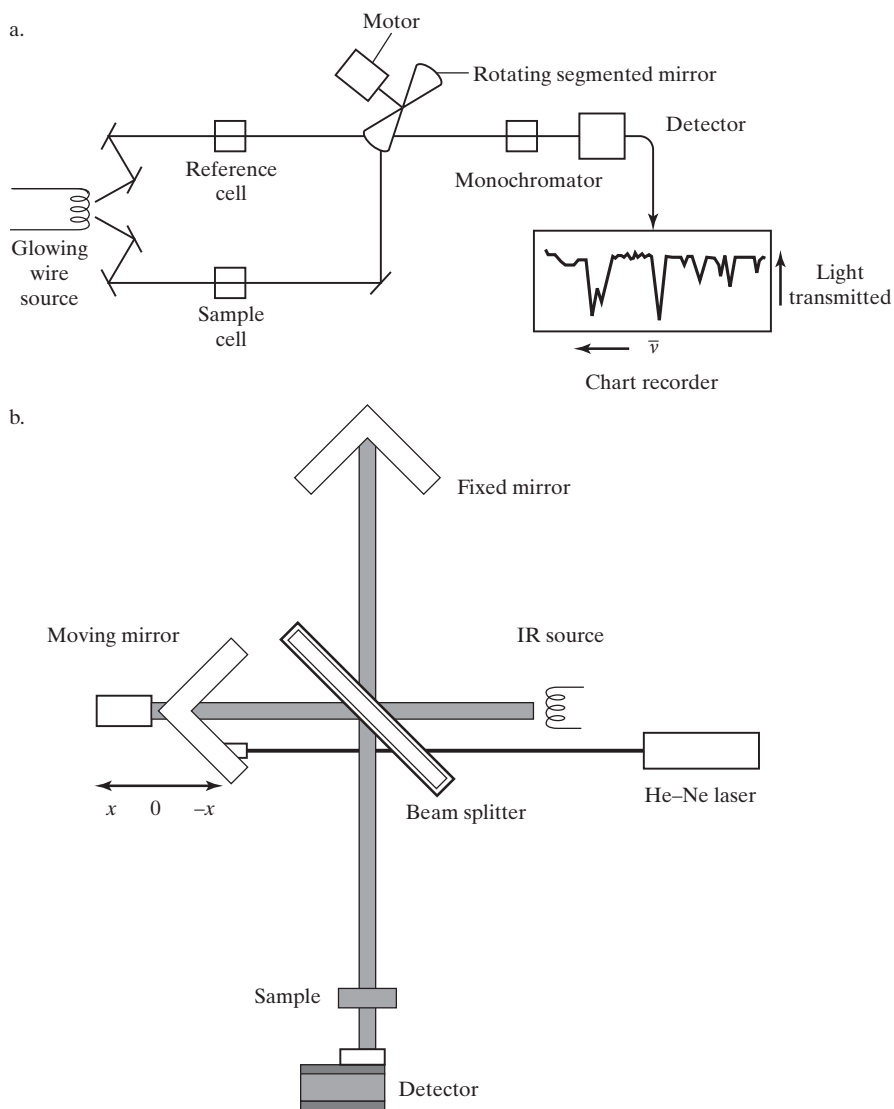 a.
Motor
Rotating segmented mirror
Detector
Reference
cell
Monochromator
Glowing
wire
source
Sample
cell
Light
transmitted
ν̅
Chart recorder
b.
Fixed mirror
Moving mirror
IR source
x 0 –x
Beam splitter
He–Ne laser
Sample
Detector